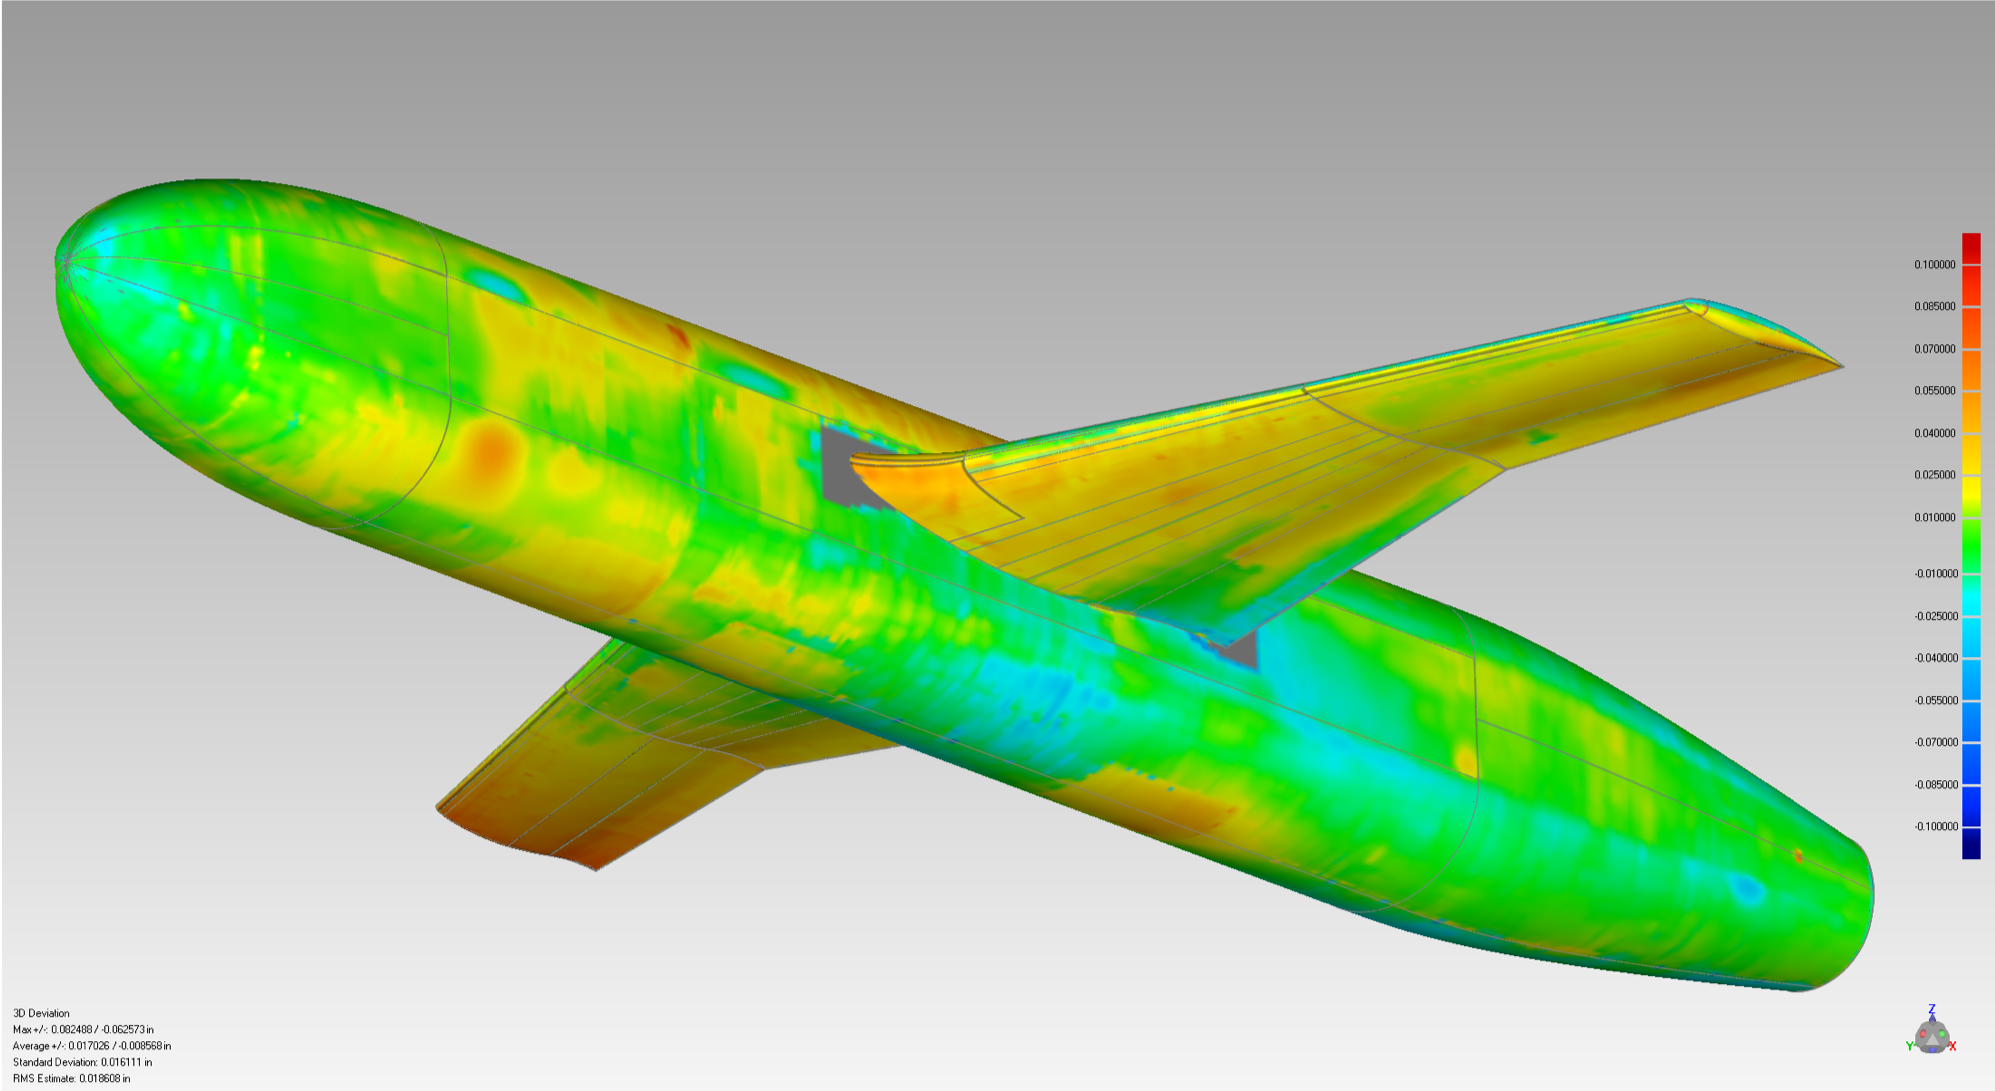 0.100000
0.085000
0.070000
0.055000
0.040000
0.025000
0.010000
-0.010000
-0.025000
-0.040000
-0.055000
-0.070000
-0.085000
-0.100000
3D Deviation
Max +/-: 0.082488 / -0.062573 in
Average +/-: 0.017026 / -0.008568 in
Standard Deviation: 0.016111 in
RMS Estimate: 0.018608 in
Z
Y
X